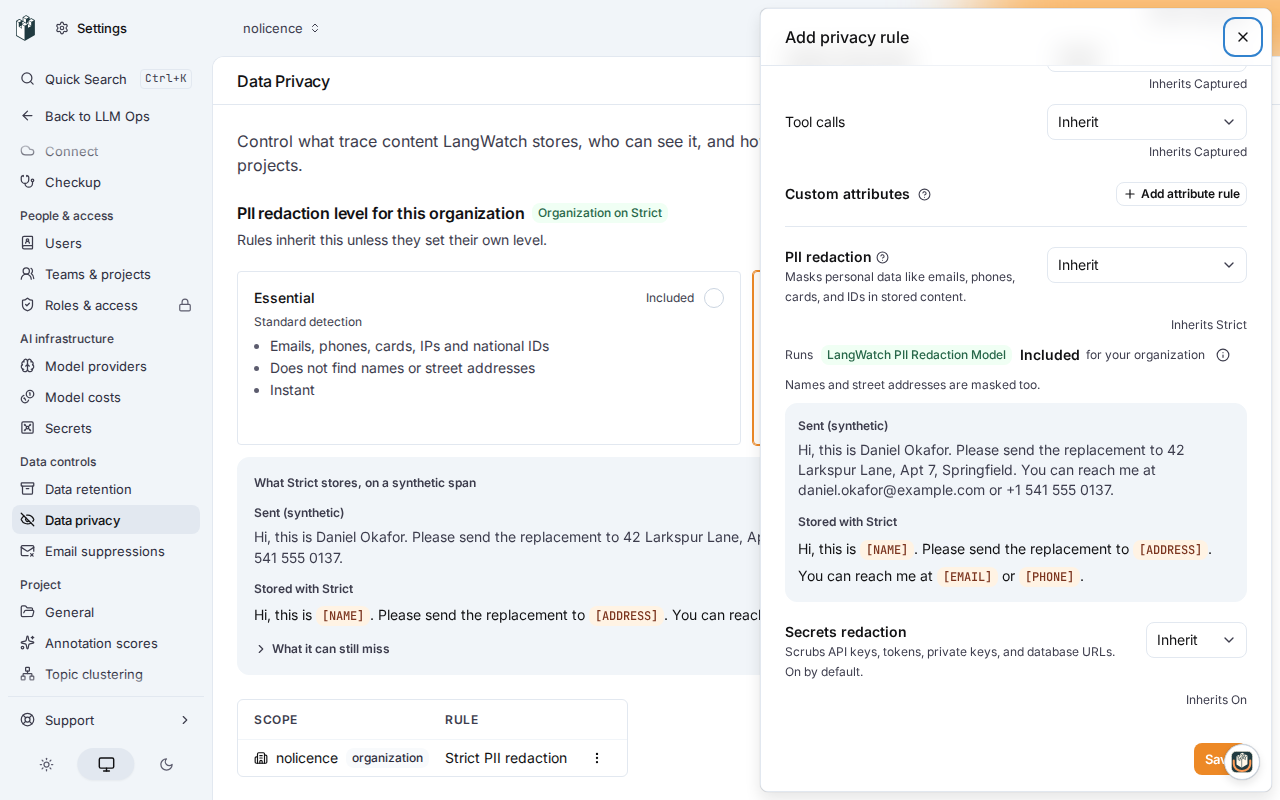 Settings
nolicence
Quick Search Ctrl+K
Back to LLM Ops
Connect
Checkup
People & access
Users
Teams & projects
Roles & access
AI infrastructure
Model providers
Model costs
Secrets
Data controls
Data retention
Data privacy
Email suppressions
Project
General
Annotation scores
Topic clustering
Support
Data Privacy
Control what trace content LangWatch stores, who can see it, and ho
projects.
PII redaction level for this organization Organization on Strict
Rules inherit this unless they set their own level.
Essential Included
Standard detection
• Emails, phones, cards, IPs and national IDs
• Does not find names or street addresses
• Instant
What Strict stores, on a synthetic span
Sent (synthetic)
Hi, this is Daniel Okafor. Please send the replacement to 42 Larkspur Lane, Ap
541 555 0137.
Stored with Strict
Hi, this is [NAME] . Please send the replacement to [ADDRESS] . You can reach
What it can still miss
SCOPE RULE
nolicence organization Strict PII redaction
Add privacy rule
Inherits Captured
Tool calls Inherit
Inherits Captured
Custom attributes + Add attribute rule
PII redaction Inherit
Masks personal data like emails, phones,
cards, and IDs in stored content.
Inherits Strict
Runs LangWatch PII Redaction Model Included for your organization
Names and street addresses are masked too.
Sent (synthetic)
Hi, this is Daniel Okafor. Please send the replacement to 42
Larkspur Lane, Apt 7, Springfield. You can reach me at
daniel.okafor@example.com or +1 541 555 0137.
Stored with Strict
Hi, this is [NAME] . Please send the replacement to [ADDRESS] .
You can reach me at [EMAIL] or [PHONE] .
Secrets redaction Inherit
Scrubs API keys, tokens, private keys, and database URLs.
On by default.
Inherits On